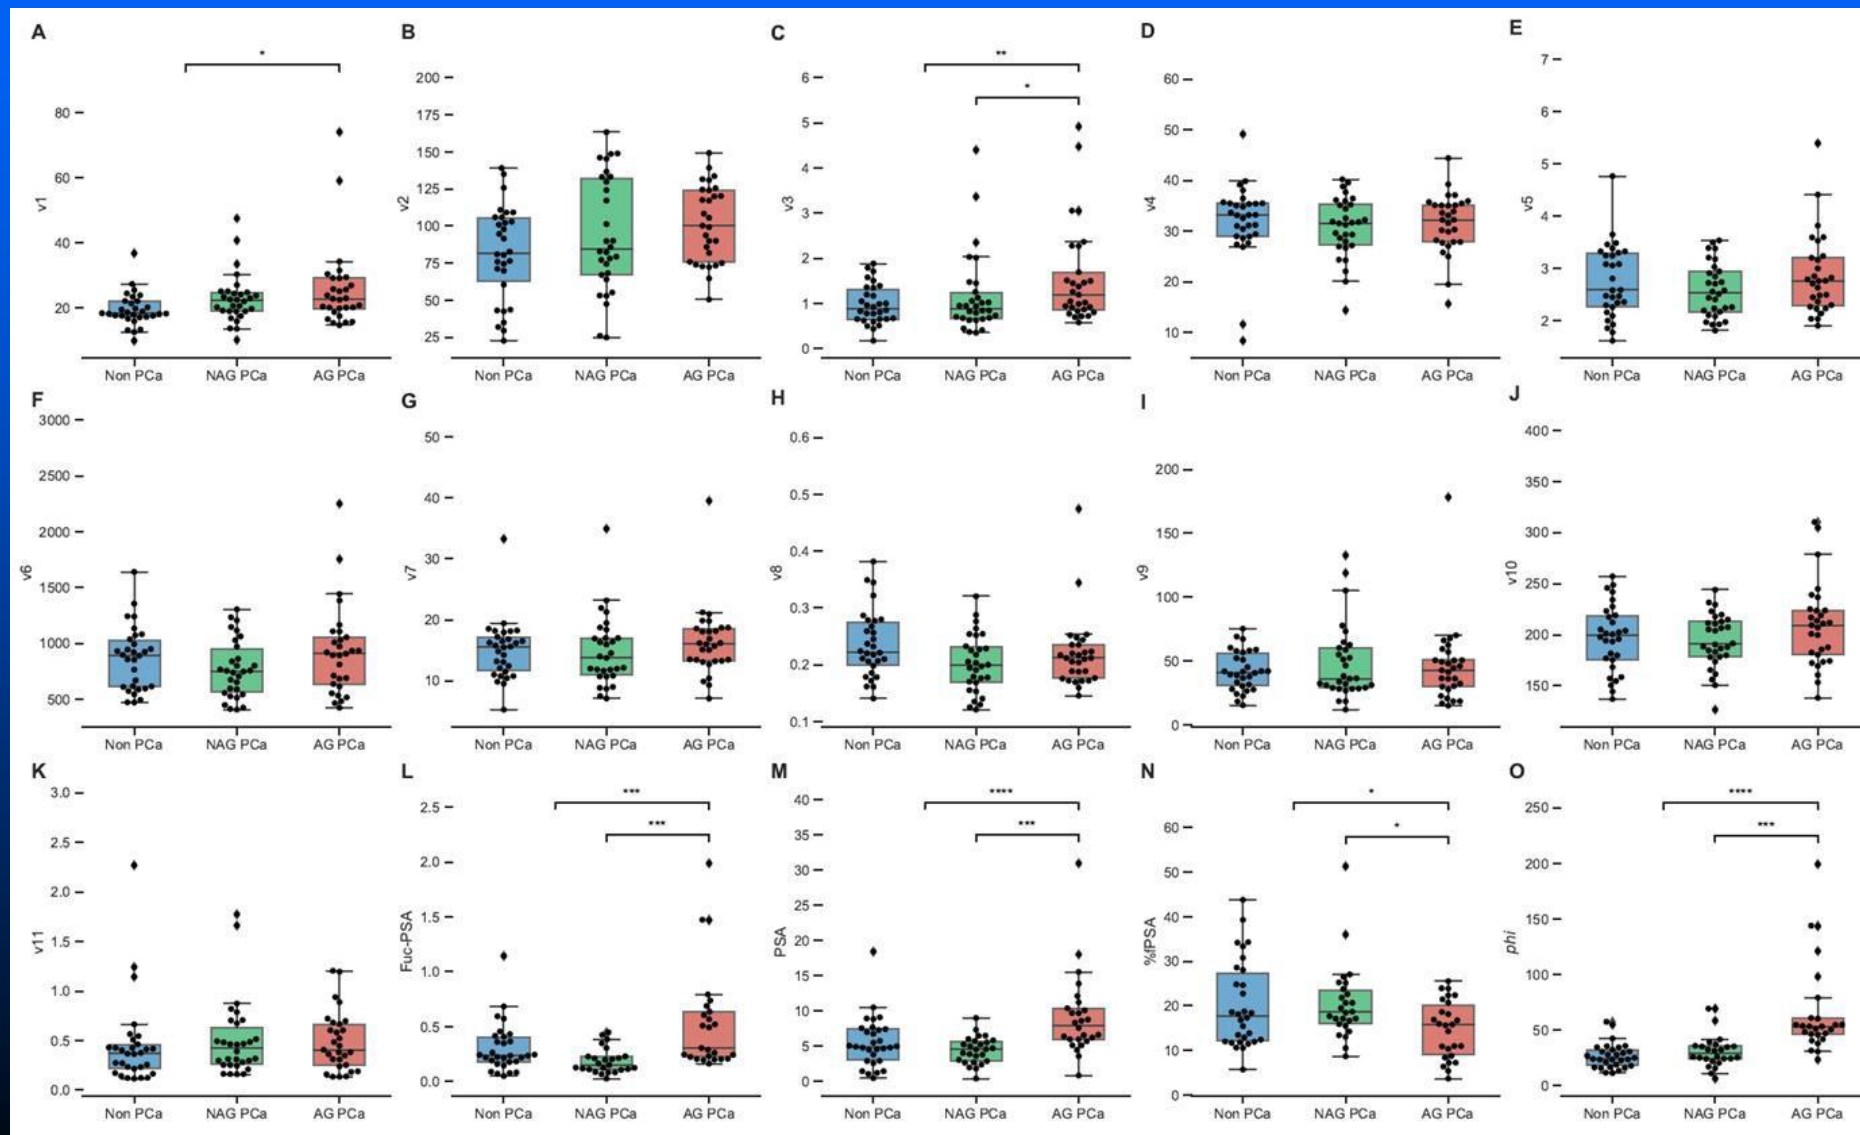 A
*
v1
80
60
40
20
Non PCa NAG PCa AG PCa
B
v2
200
175
150
125
100
75
50
25
Non PCa NAG PCa AG PCa
C
**
*
v3
6
5
4
3
2
1
0
Non PCa NAG PCa AG PCa
D
v4
60
50
40
30
20
10
Non PCa NAG PCa AG PCa
E
v5
7
6
5
4
3
2
Non PCa NAG PCa AG PCa
F
v6
3000
2500
2000
1500
1000
500
Non PCa NAG PCa AG PCa
G
v7
50
40
30
20
10
Non PCa NAG PCa AG PCa
H
v8
0.6
0.5
0.4
0.3
0.2
0.1
Non PCa NAG PCa AG PCa
I
v9
200
150
100
50
0
Non PCa NAG PCa AG PCa
J
v10
400
350
300
250
200
150
Non PCa NAG PCa AG PCa
K
v11
3.0
2.5
2.0
1.5
1.0
0.5
0.0
Non PCa NAG PCa AG PCa
L
***
***
Fuc-PSA
2.5
2.0
1.5
1.0
0.5
0.0
Non PCa NAG PCa AG PCa
M
****
***
PSA
40
35
30
25
20
15
10
5
0
Non PCa NAG PCa AG PCa
N
*
*
%fPSA
60
50
40
30
20
10
0
Non PCa NAG PCa AG PCa
O
****
***
phi
250
200
150
100
50
0
Non PCa NAG PCa AG PCa